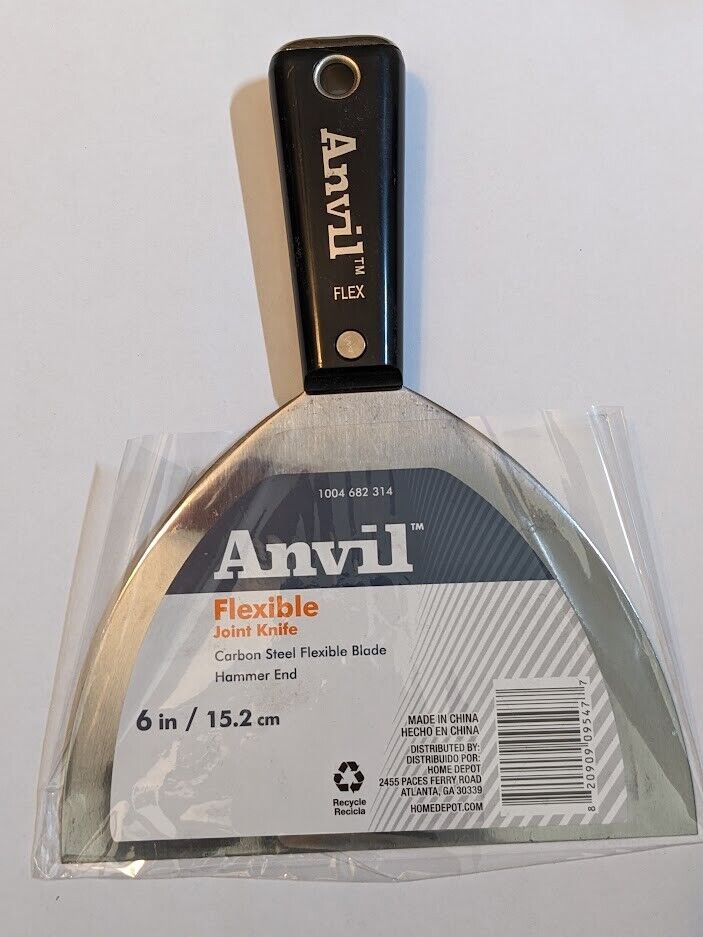 Anvil™
FLEX
1004 682 314
Anvil™
Flexible
Joint Knife
Carbon Steel Flexible Blade
Hammer End
6 in / 15.2 cm
Recycle
Recicla
MADE IN CHINA
HECHO EN CHINA
DISTRIBUTED BY:
DISTRIBUIDO POR:
HOME DEPOT
2455 PACES FERRY ROAD
ATLANTA, GA 30339
HOMEDEPOT.COM
8 20909 09547 7